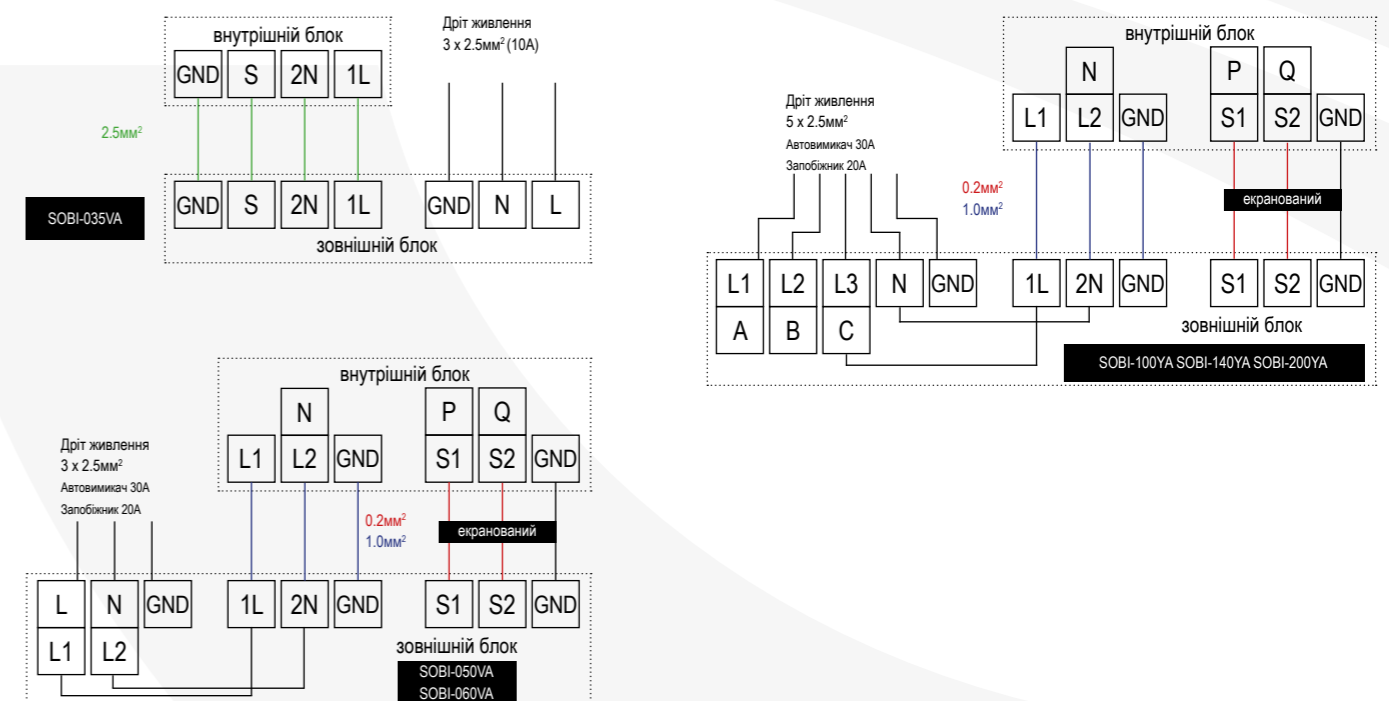 внутрішній блок
GND S 2N 1L
Дріт живлення
3 x 2.5мм² (10А)
2.5мм²
GND S 2N 1L
GND N L
SOBI-035VA
зовнішній блок
внутрішній блок
N P Q
L1 L2 GND S1 S2 GND
Дріт живлення
5 x 2.5мм²
Автовимикач 30А
Запобіжник 20А
0.2мм²
1.0мм²
екранований
L1 L2 L3 N GND 1L 2N GND S1 S2 GND
A B C
зовнішній блок
SOBI-100YA SOBI-140YA SOBI-200YA
внутрішній блок
N P Q
L1 L2 GND S1 S2 GND
Дріт живлення
3 x 2.5мм²
Автовимикач 30А
Запобіжник 20А
0.2мм²
1.0мм²
екранований
L N GND 1L 2N GND S1 S2 GND
L1 L2
зовнішній блок
SOBI-050VA
SOBI-060VA